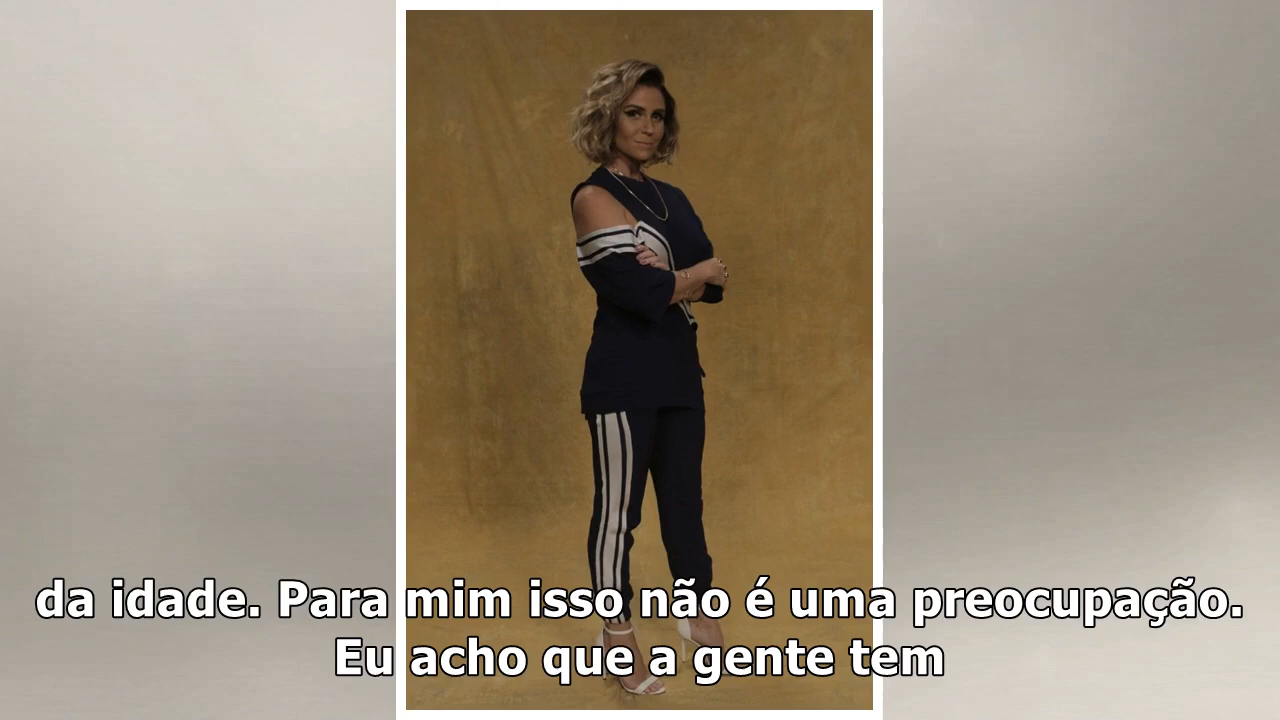 da idade. Para mim isso não é uma preocupação.
Eu acho que a gente tem